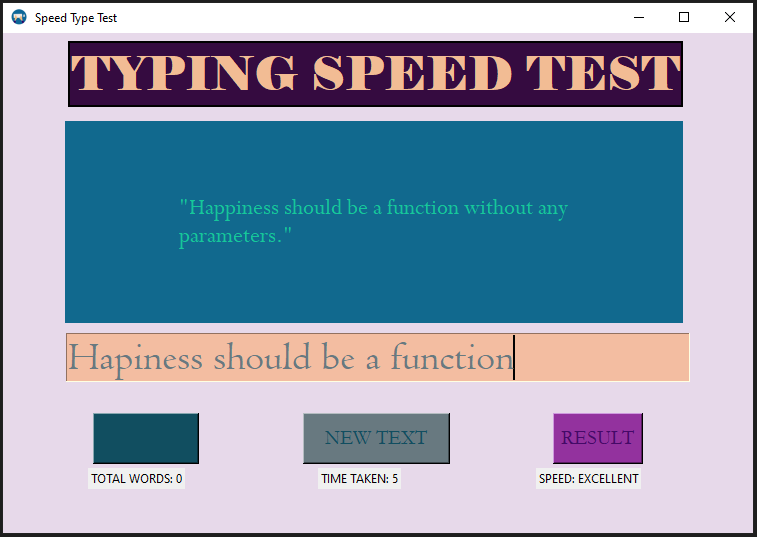 Speed Type Test
TYPING SPEED TEST
"Happiness should be a function without any
parameters."
Hapiness should be a function
NEW TEXT
RESULT
TOTAL WORDS: 0
TIME TAKEN: 5
SPEED: EXCELLENT